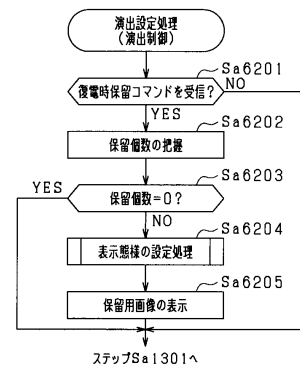 演出設定処理
(演出制御)
Sa6201
復電時保留コマンドを受信?
NO
YES
Sa6202
保留個数の把握
Sa6203
YES
保留個数=0?
NO
Sa6204
表示態様の設定処理
Sa6205
保留用画像の表示
ステップSa1301へ